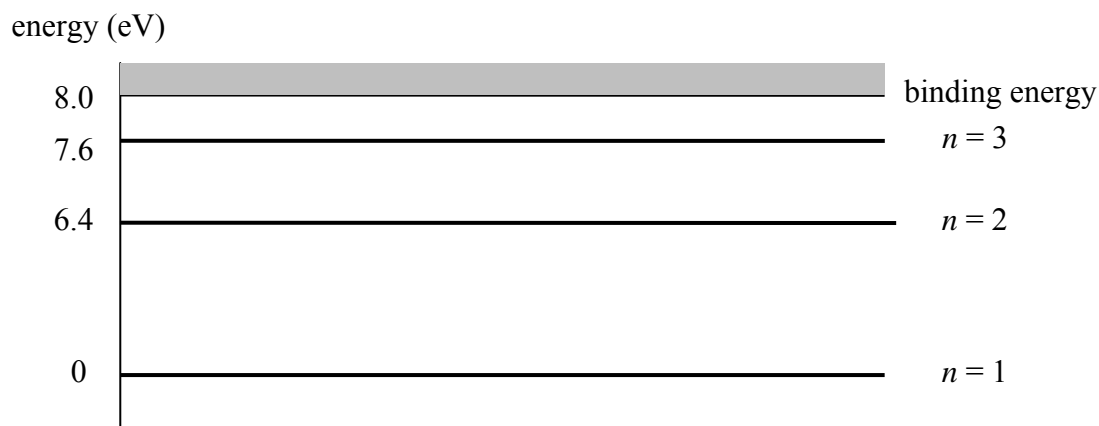 energy (eV)
8.0
binding energy
7.6
n = 3
6.4
n = 2
0
n = 1